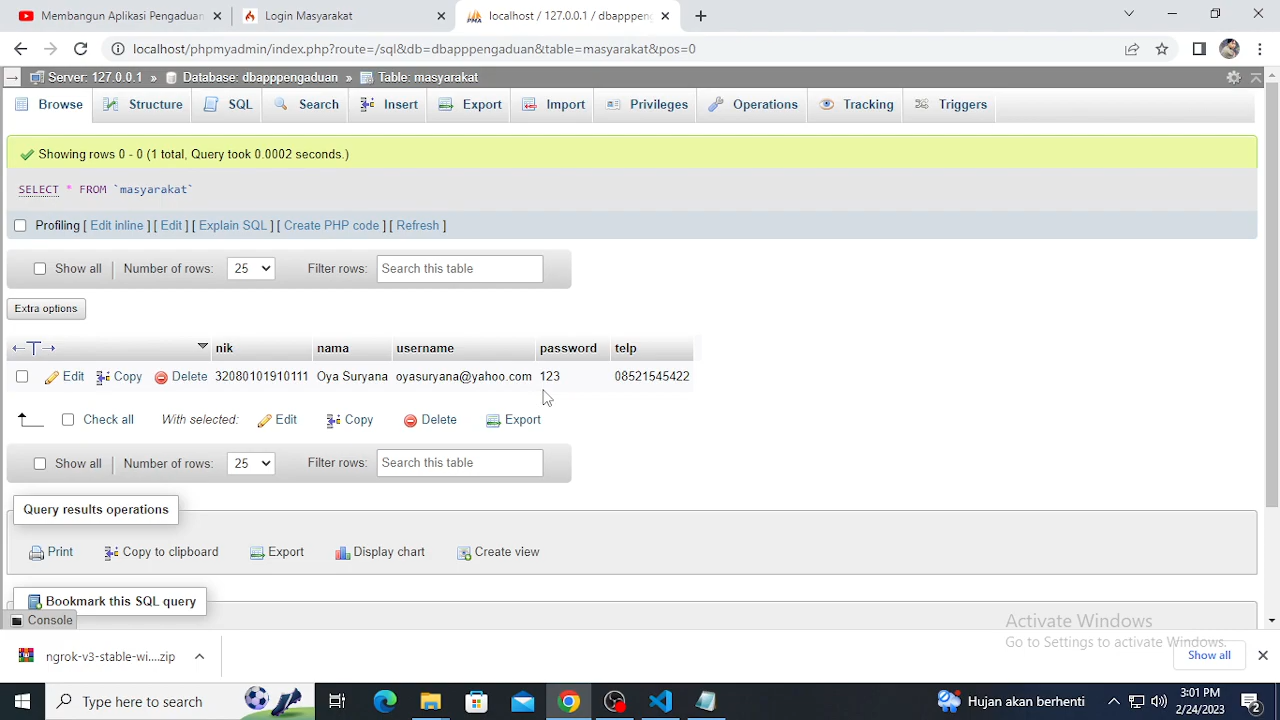 Membangun Aplikasi Pengaduan
Login Masyarakat
localhost / 127.0.0.1 / dbapppeng
localhost/phpmyadmin/index.php?route=/sql&db=dbapppengaduan&table=masyarakat&pos=0
Server: 127.0.0.1 » Database: dbapppengaduan » Table: masyarakat
Browse Structure SQL Search Insert Export Import Privileges Operations Tracking Triggers
Showing rows 0 - 0 (1 total, Query took 0.0002 seconds.)
SELECT * FROM `masyarakat`
Profiling [ Edit inline ] [ Edit ] [ Explain SQL ] [ Create PHP code ] [ Refresh ]
Show all Number of rows: 25 Filter rows: Search this table
Extra options
nik nama username password telp
Edit Copy Delete 32080101910111 Oya Suryana oyasuryana@yahoo.com 123 08521545422
Check all With selected: Edit Copy Delete Export
Show all Number of rows: 25 Filter rows: Search this table
Query results operations
Print Copy to clipboard Export Display chart Create view
Bookmark this SQL query
Console
Activate Windows
Go to Settings to activate Windows.
ngrok-v3-stable-wi....zip
Show all
Type here to search
Hujan akan berhenti
3:01 PM
2/24/2023
2